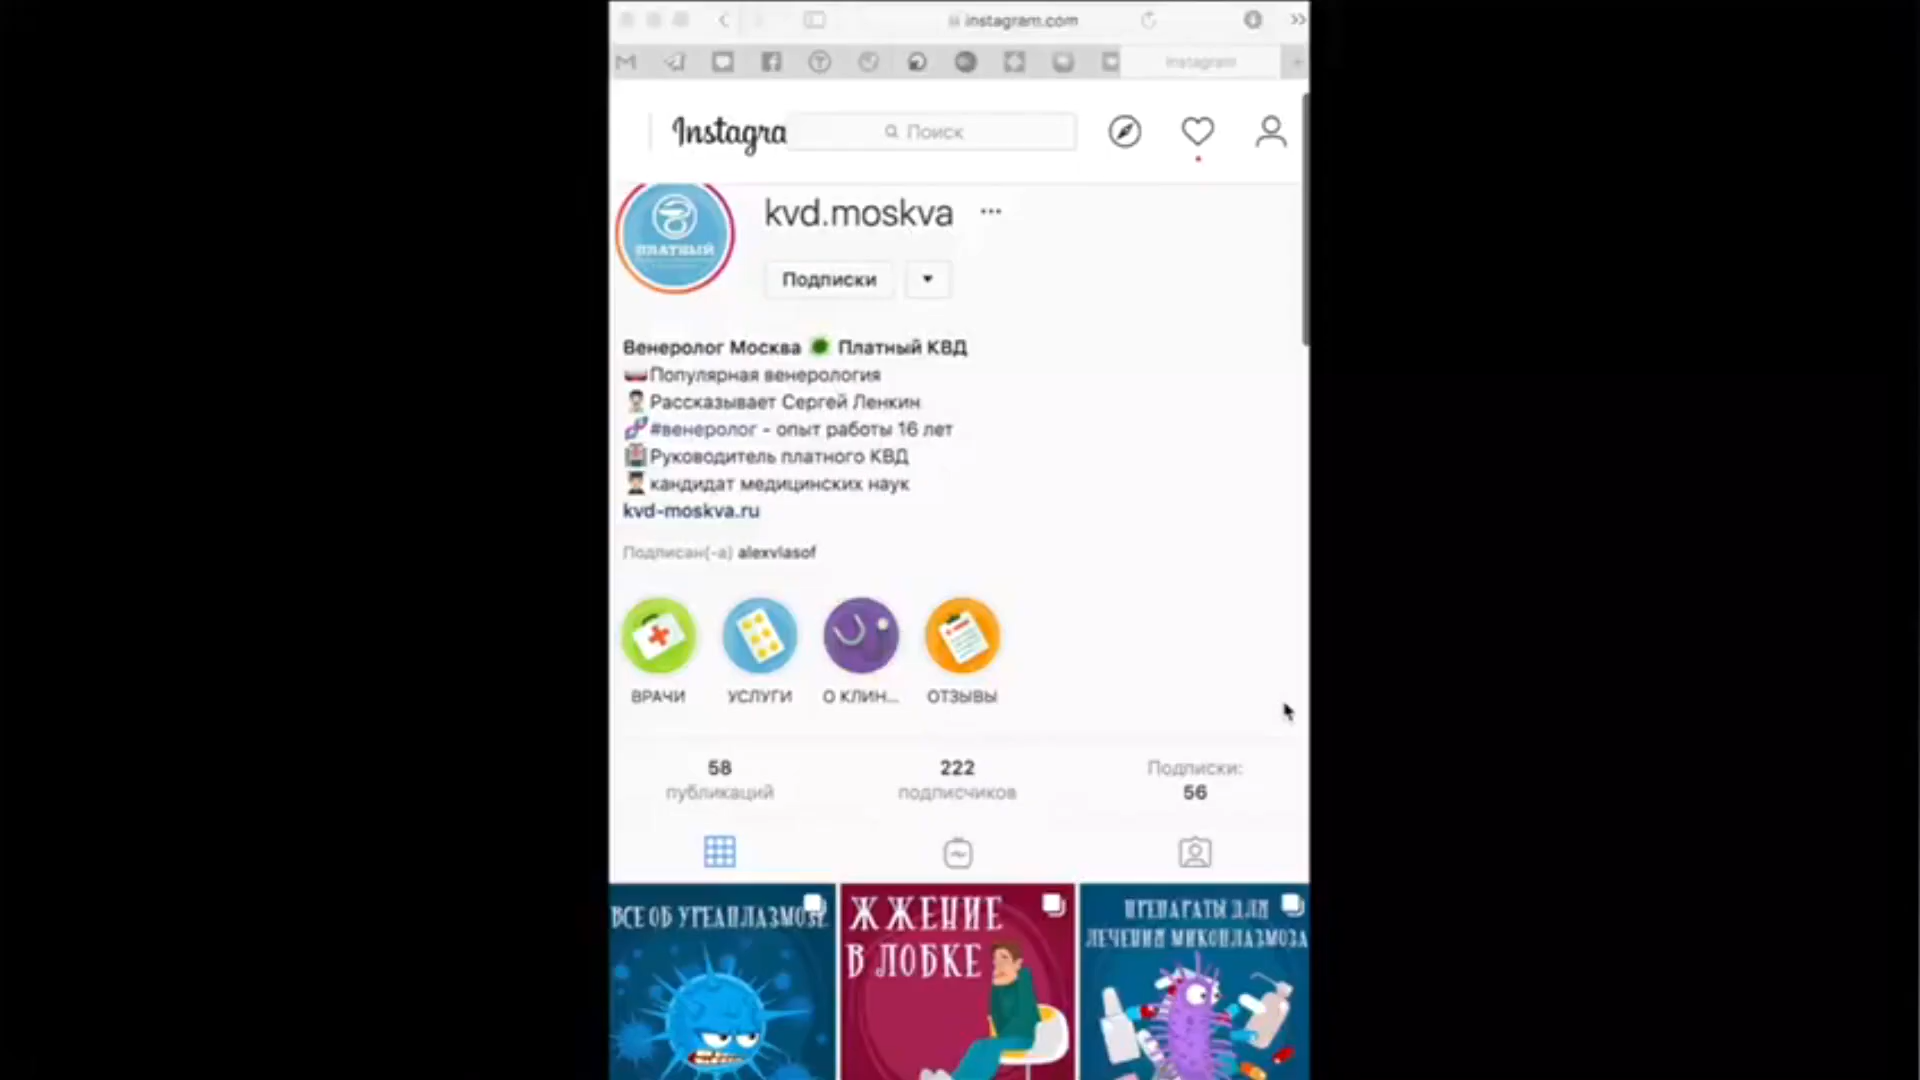 instagram.com
Instagram
Instagra
Поиск
ПЛАТНЫЙ
kvd.moskva
Подписки
Венеролог Москва Платный КВД
Популярная венерология
Рассказывает Сергей Ленкин
#венеролог - опыт работы 16 лет
Руководитель платного КВД
кандидат медицинских наук
kvd-moskva.ru
Подписан(-а) alexvlasof
ВРАЧИ УСЛУГИ О КЛИН... ОТЗЫВЫ
58 222 Подписки:
публикаций подписчиков 56
ВСЕ ОБ УРЕАПЛАЗМОЗЕ
ЖЖЕНИЕ
В ЛОБКЕ
ПРЕПАРАТЫ ДЛЯ
ЛЕЧЕНИЯ МИКОПЛАЗМОЗА